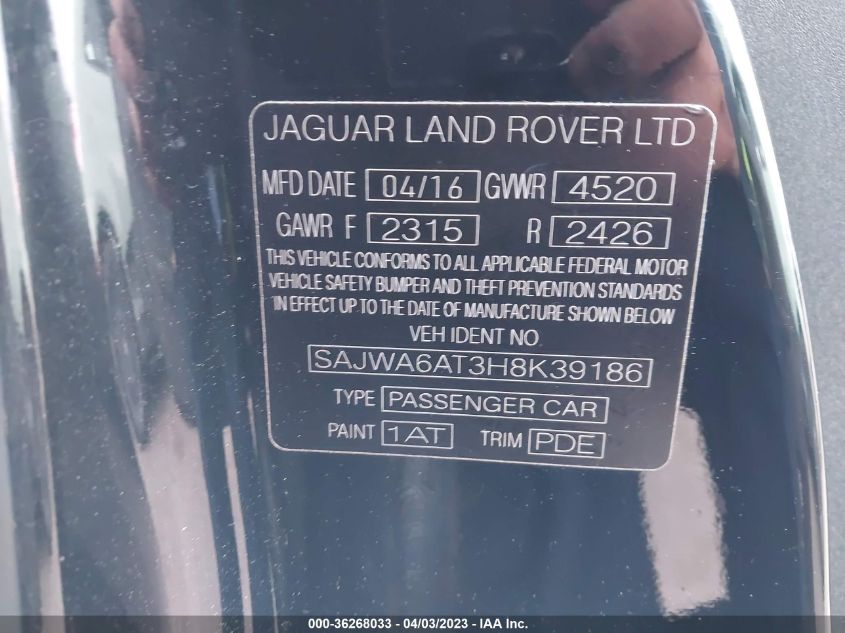 JAGUAR LAND ROVER LTD
MFD DATE 04/16 GVWR 4520
GAWR F 2315 R 2426
THIS VEHICLE CONFORMS TO ALL APPLICABLE FEDERAL MOTOR
VEHICLE SAFETY BUMPER AND THEFT PREVENTION STANDARDS
IN EFFECT UP TO THE DATE OF MANUFACTURE SHOWN BELOW
VEH IDENT NO.
SAJWA6AT3H8K39186
TYPE PASSENGER CAR
PAINT 1AT TRIM PDE
000-36268033 - 04/03/2023 - IAAI.COM